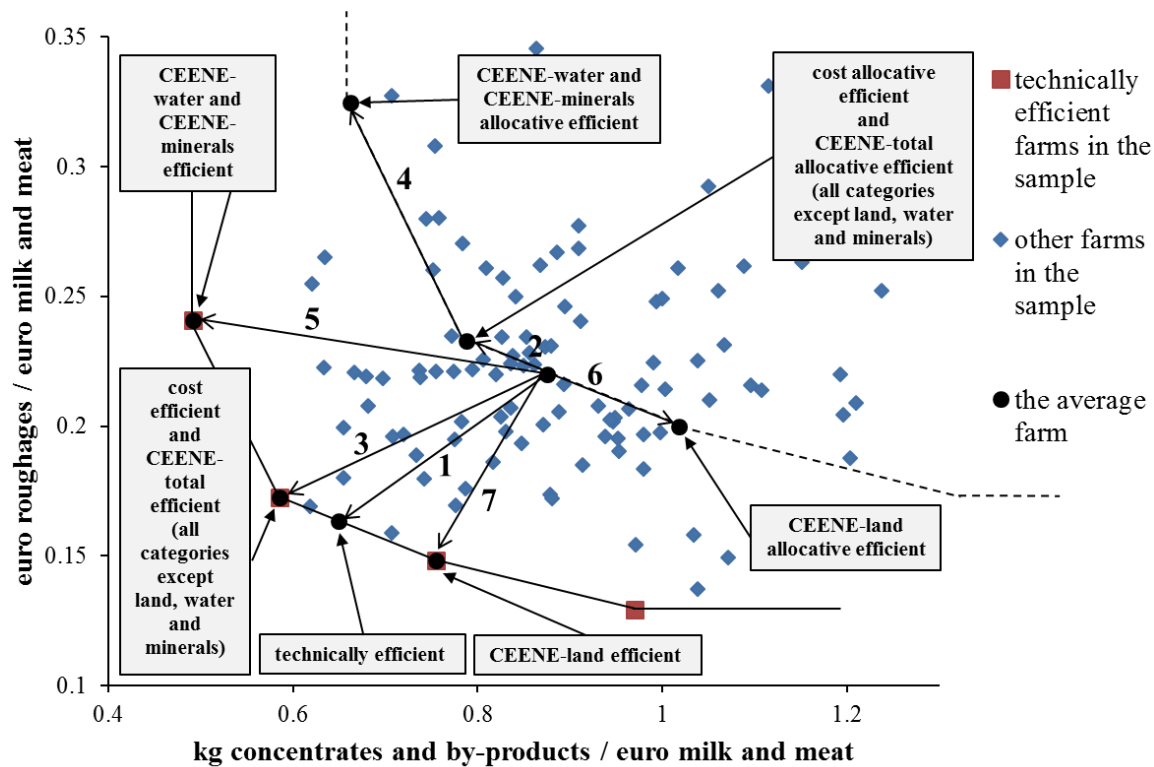 0.35
0.3
0.25
0.2
0.15
0.1
0.4
0.6
0.8
1
1.2
euro roughages / euro milk and meat
kg concentrates and by-products / euro milk and meat
CEENE-
water and
CEENE-
minerals
efficient
CEENE-water and
CEENE-minerals
allocative efficient
cost allocative
efficient
and
CEENE-total
allocative efficient
(all categories
except land, water
and minerals)
4
5
2
6
3
1
7
cost
efficient
and
CEENE-
total
efficient
(all
categories
except
land, water
and
minerals)
technically efficient
CEENE-land efficient
CEENE-land
allocative efficient
technically
efficient
farms in the
sample
other farms
in the
sample
the average
farm